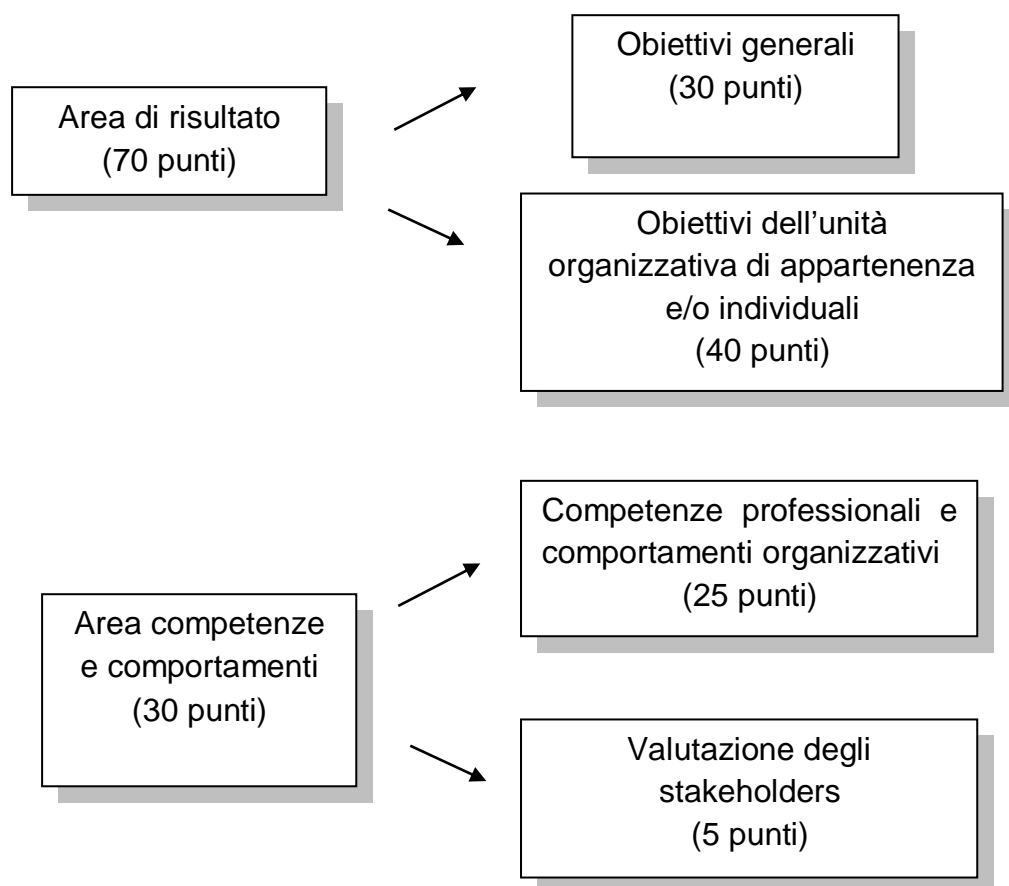 Area di risultato
(70 punti)
Obiettivi generali
(30 punti)
Obiettivi dell’unità
organizzativa di appartenenza
e/o individuali
(40 punti)
Area competenze
e comportamenti
(30 punti)
Competenze professionali e
comportamenti organizzativi
(25 punti)
Valutazione degli
stakeholders
(5 punti)